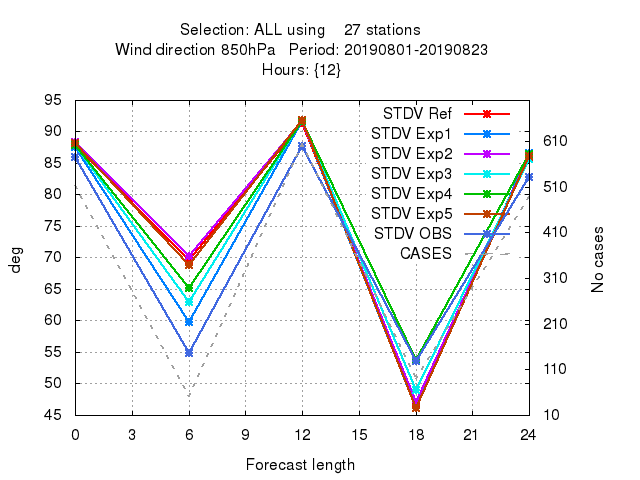 Selection: ALL using    27 stations
Wind direction 850hPa   Period: 20190801-20190823
Hours: {12}
95
90
85
80
75
70
65
60
55
50
45
deg
STDV Ref
STDV Exp1
STDV Exp2
STDV Exp3
STDV Exp4
STDV Exp5
STDV OBS
CASES
610
510
410
310
210
110
10
No cases
0 3 6 9 12 15 18 21 24
Forecast length